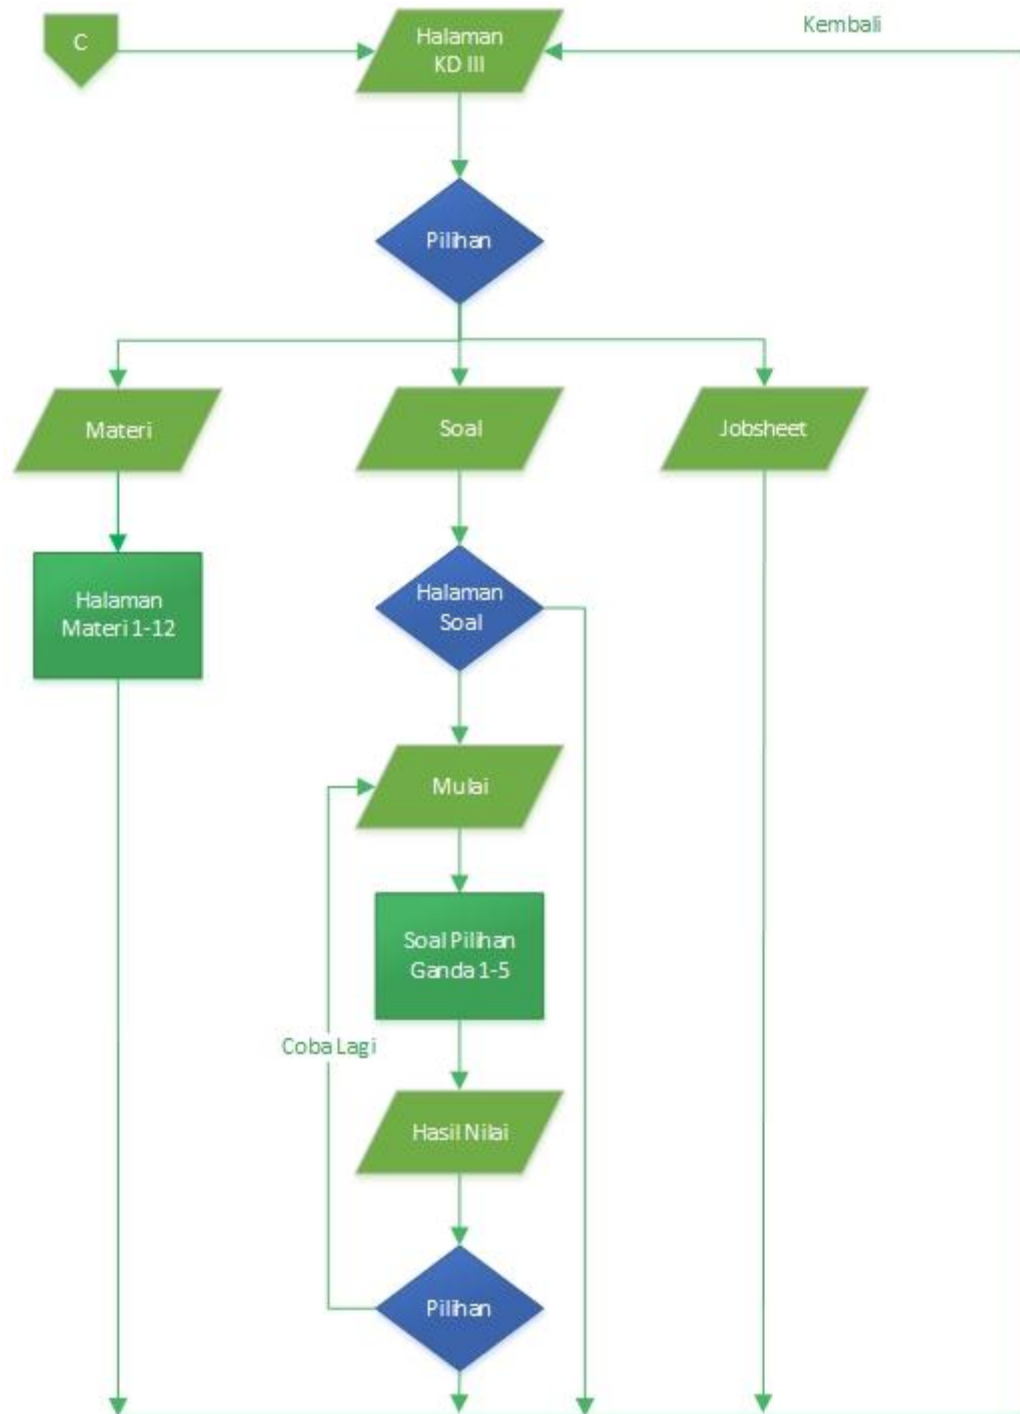 C
Halaman
KD III
Kembali
Pilihan
Materi
Soal
Jobsheet
Halaman
Materi 1-12
Halaman
Soal
Mulai
Soal Pilihan
Ganda 1-5
Coba Lagi
Hasil Nilai
Pilihan